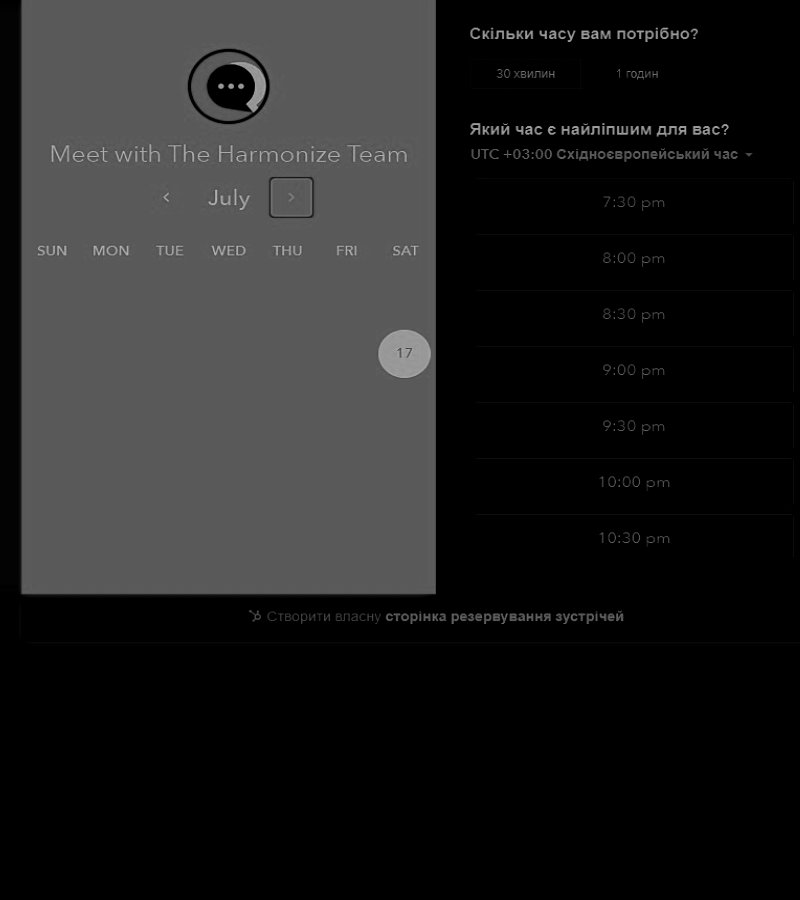 Meet with The Harmonize Team
July
SUN MON TUE WED THU FRI SAT
17
Скільки часу вам потрібно?
30 хвилин 1 годин
Який час є найліпшим для вас?
UTC +03:00 Східноєвропейський час
7:30 pm
8:00 pm
8:30 pm
9:00 pm
9:30 pm
10:00 pm
10:30 pm
Створити власну сторінка резервування зустрічей